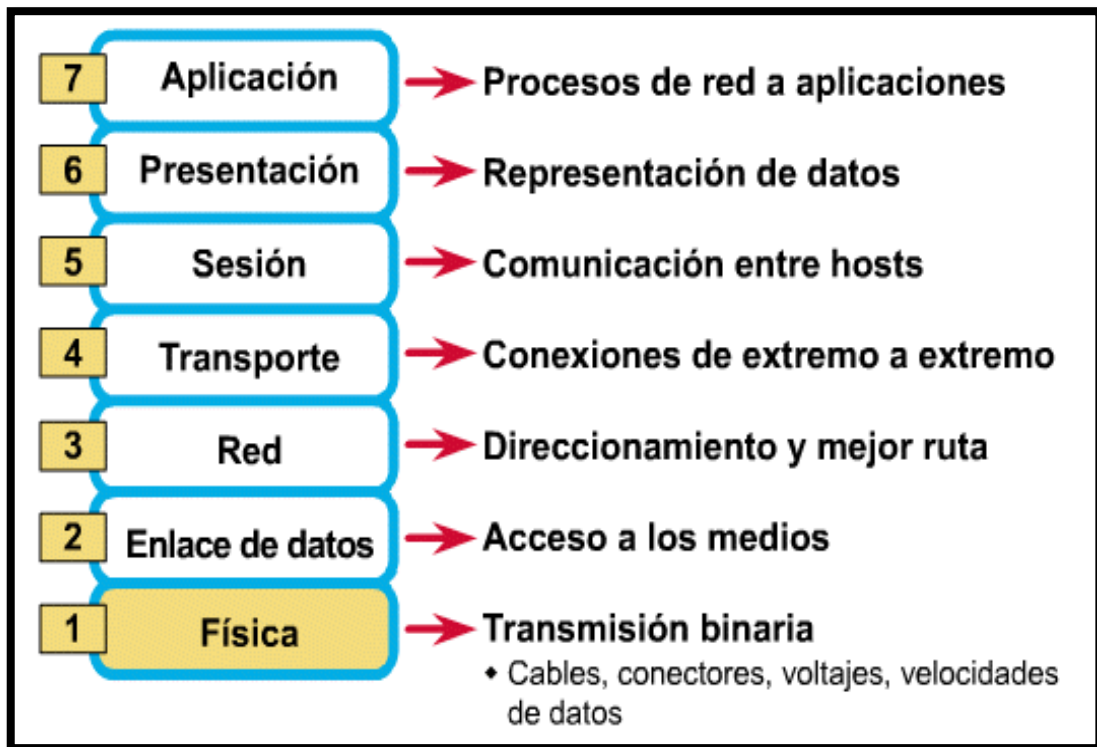 7 Aplicación Procesos de red a aplicaciones
6 Presentación Representación de datos
5 Sesión Comunicación entre hosts
4 Transporte Conexiones de extremo a extremo
3 Red Direccionamiento y mejor ruta
2 Enlace de datos Acceso a los medios
1 Física Transmisión binaria
◆ Cables, conectores, voltajes, velocidades
de datos